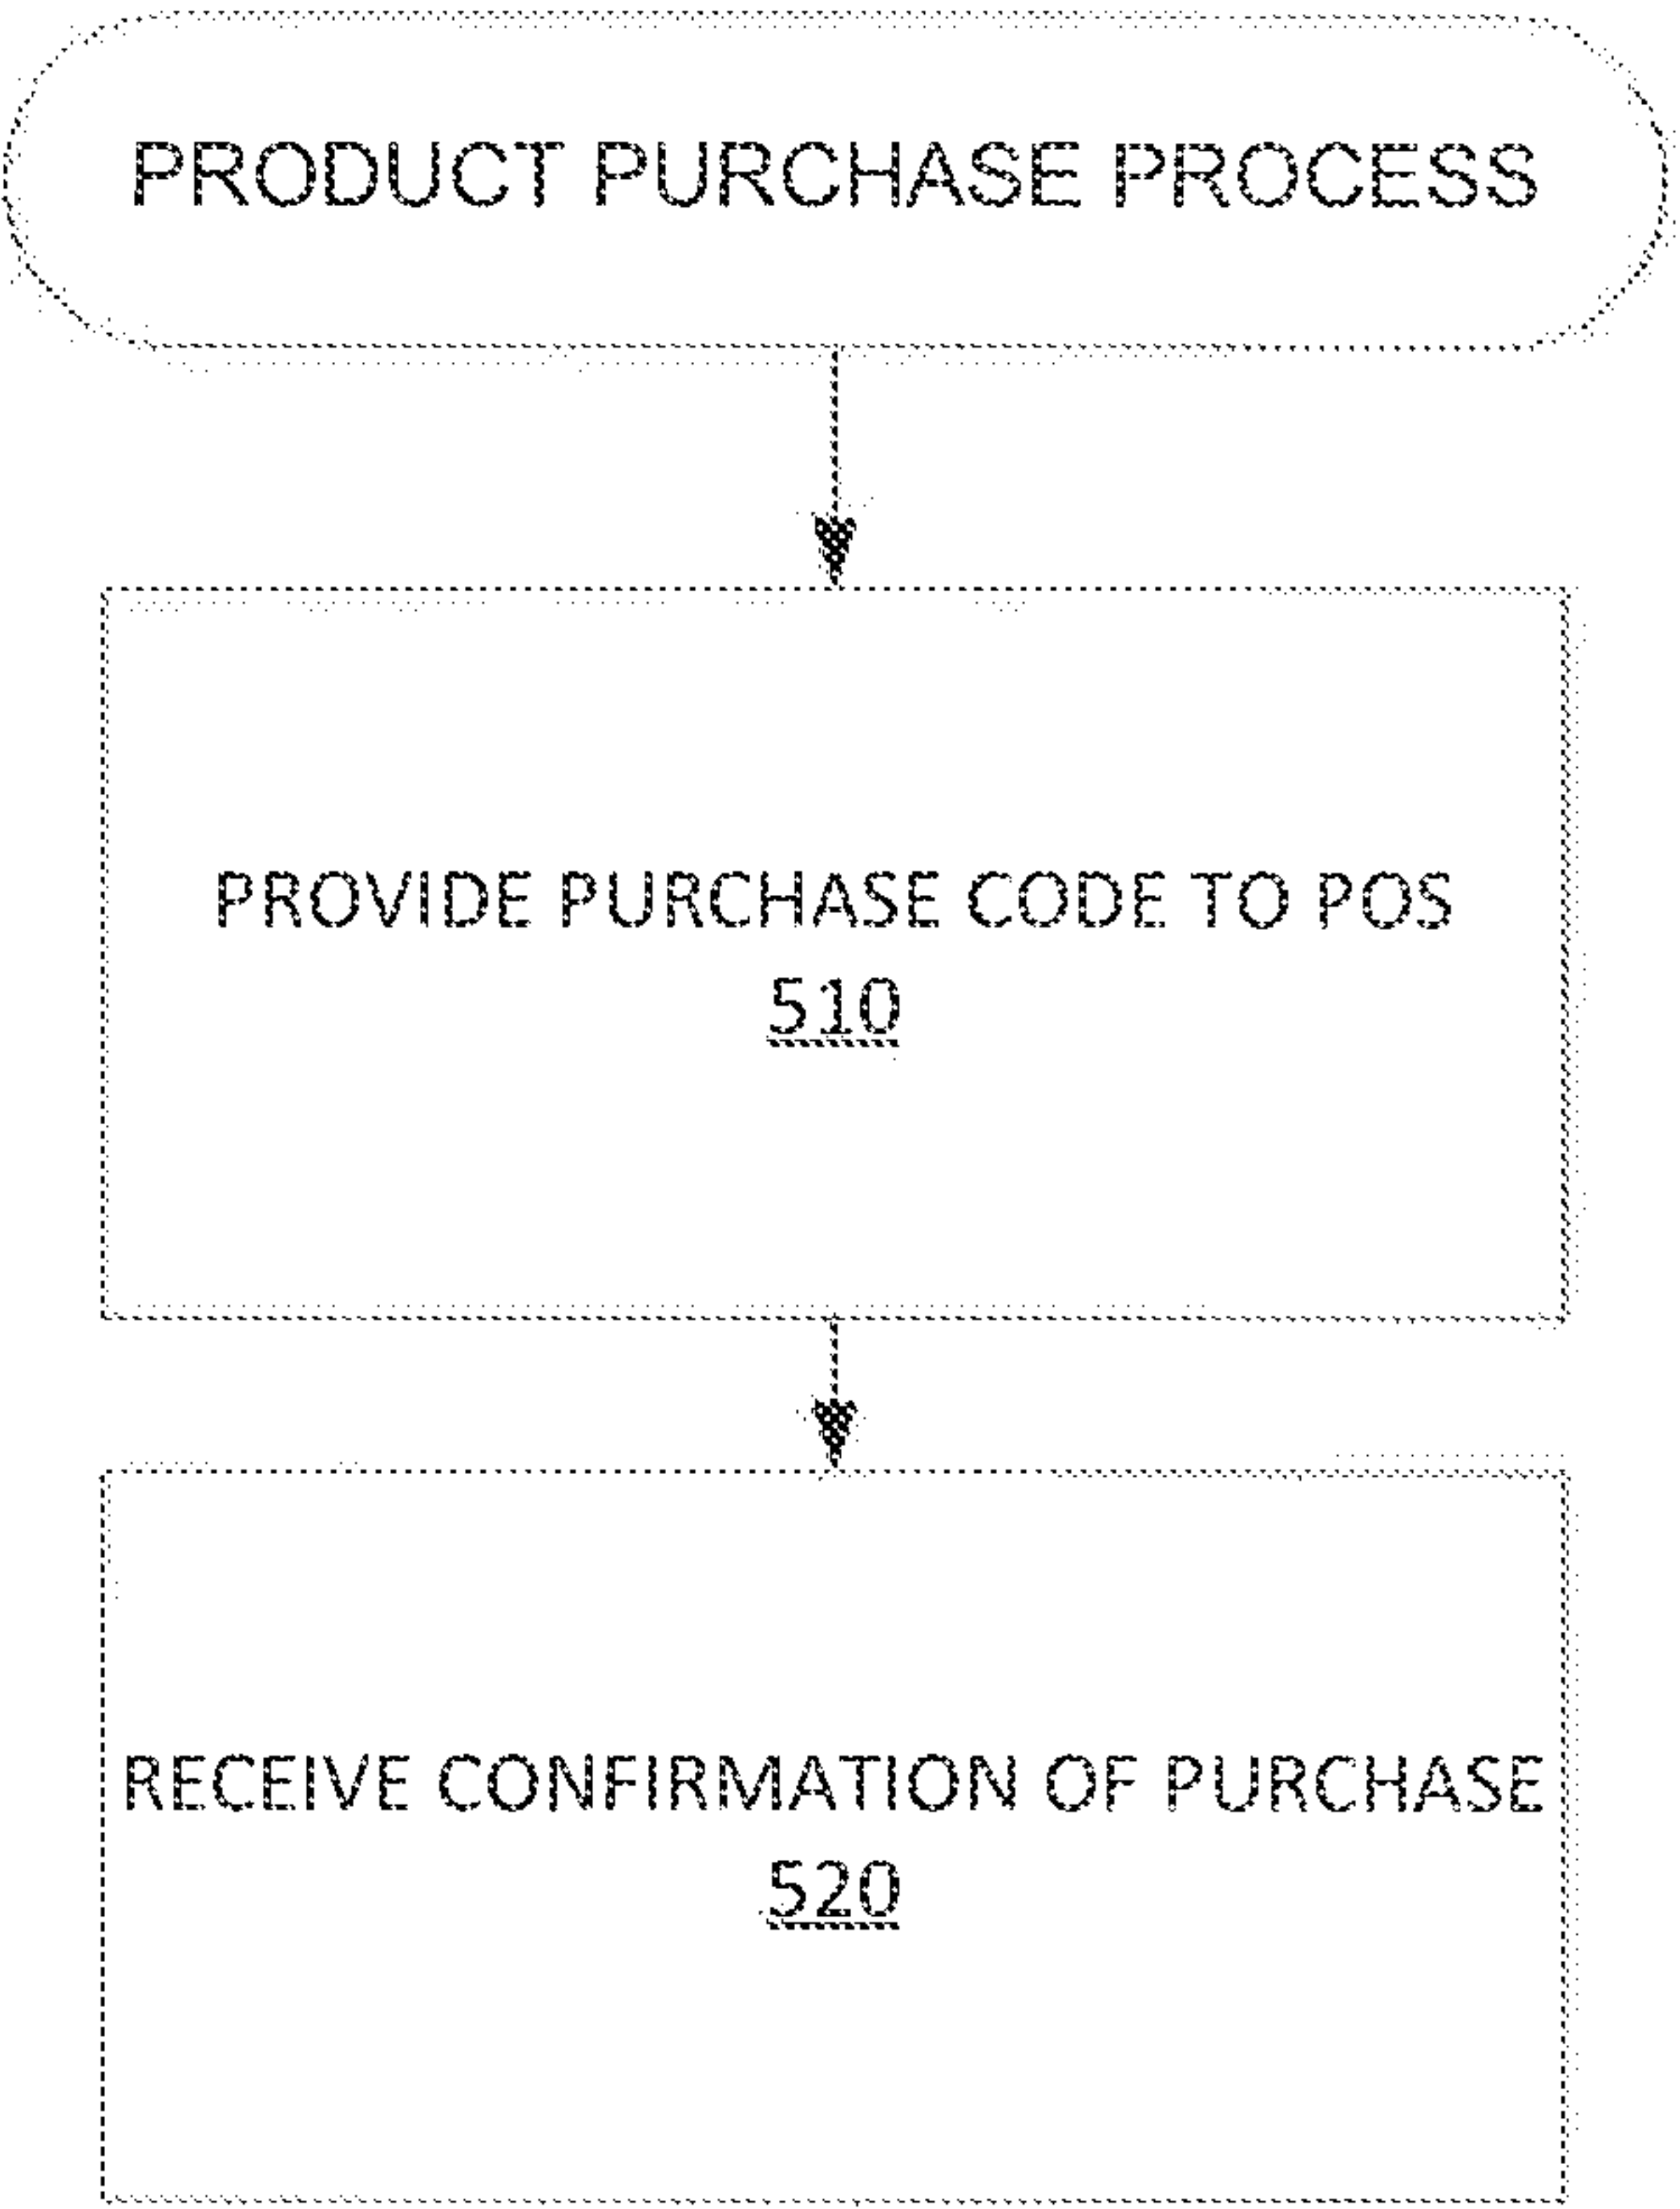 PRODUCT PURCHASE PROCESS
PROVIDE PURCHASE CODE TO POS
510
RECEIVE CONFIRMATION OF PURCHASE
520